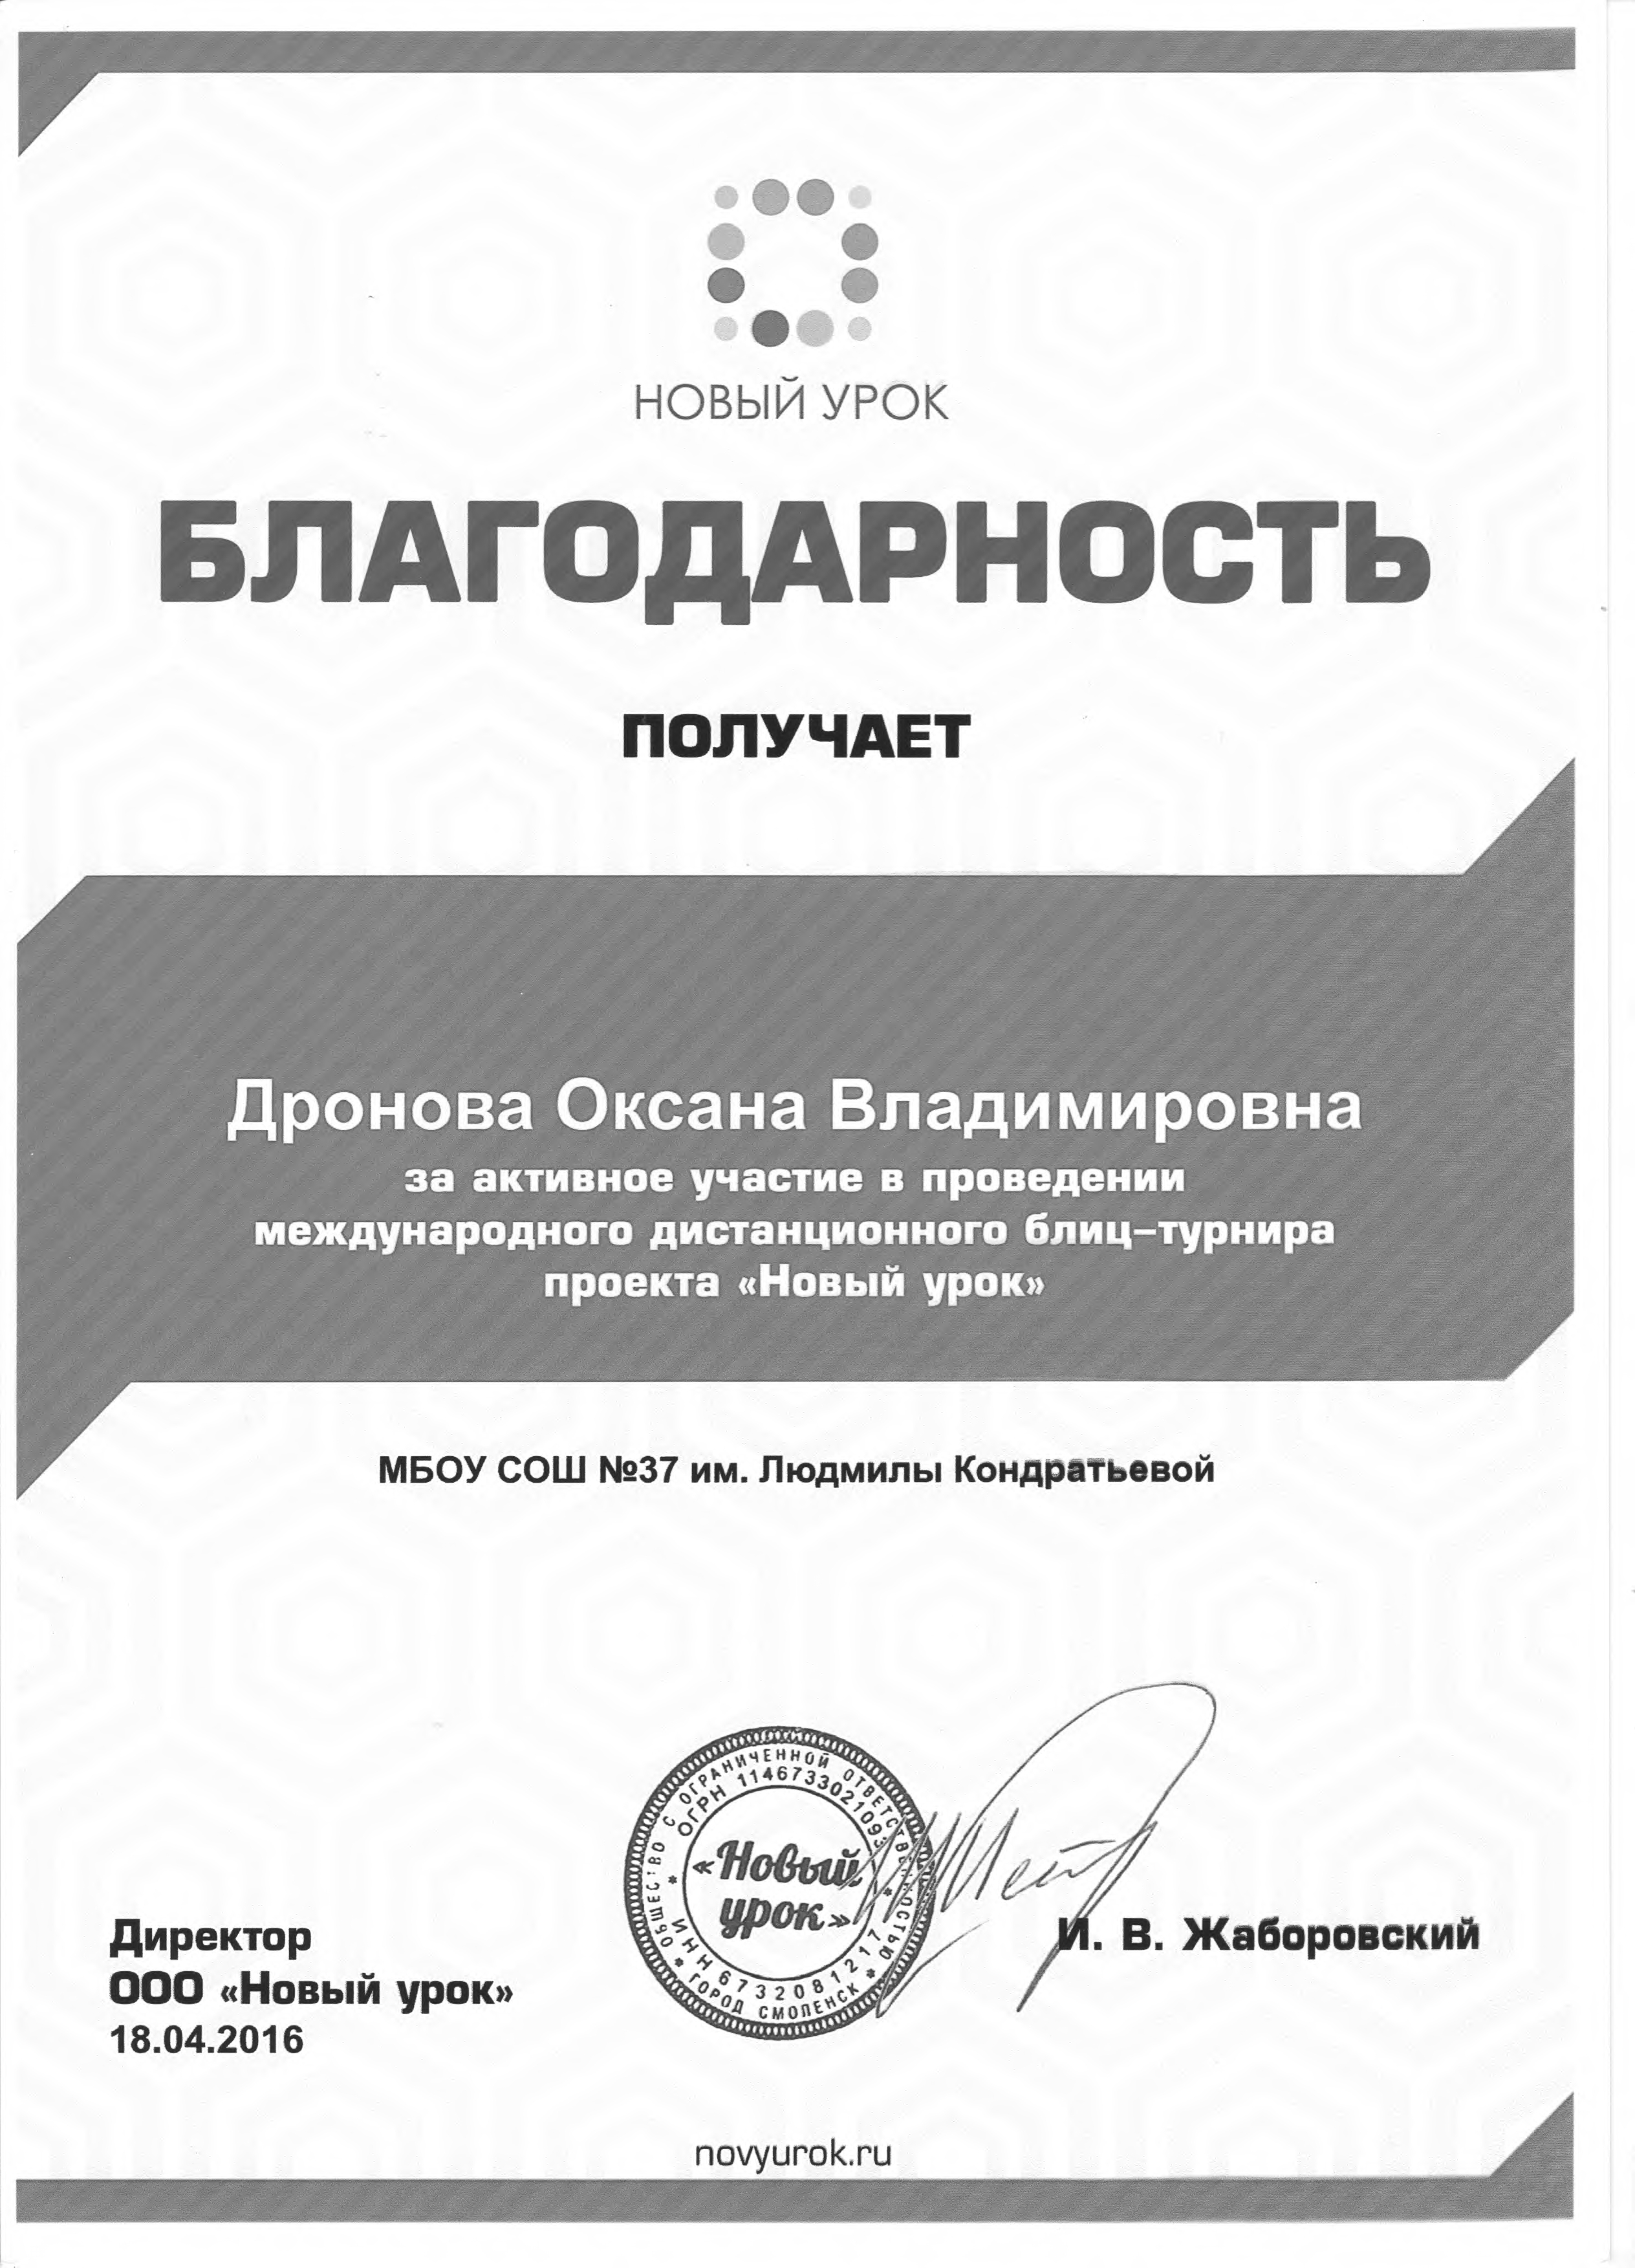 НОВЫЙ УРОК
БЛАГОДАРНОСТЬ
ПОЛУЧАЕТ
Дронова Оксана Владимировна
за активное участие в проведении
международного дистанционного блиц-турнира
проекта «Новый урок»
МБОУ СОШ №37 им. Людмилы Кондратьевой
ОБЩЕСТВО С ОГРАНИЧЕННОЙ ОТВЕТСТВЕННОСТЬЮ
ОГРН 1146733021093
«Новый
урок»
ИНН 6732081217
ГОРОД СМОЛЕНСК
Директор
ООО «Новый урок»
18.04.2016
И. В. Жаборовский
novyurok.ru